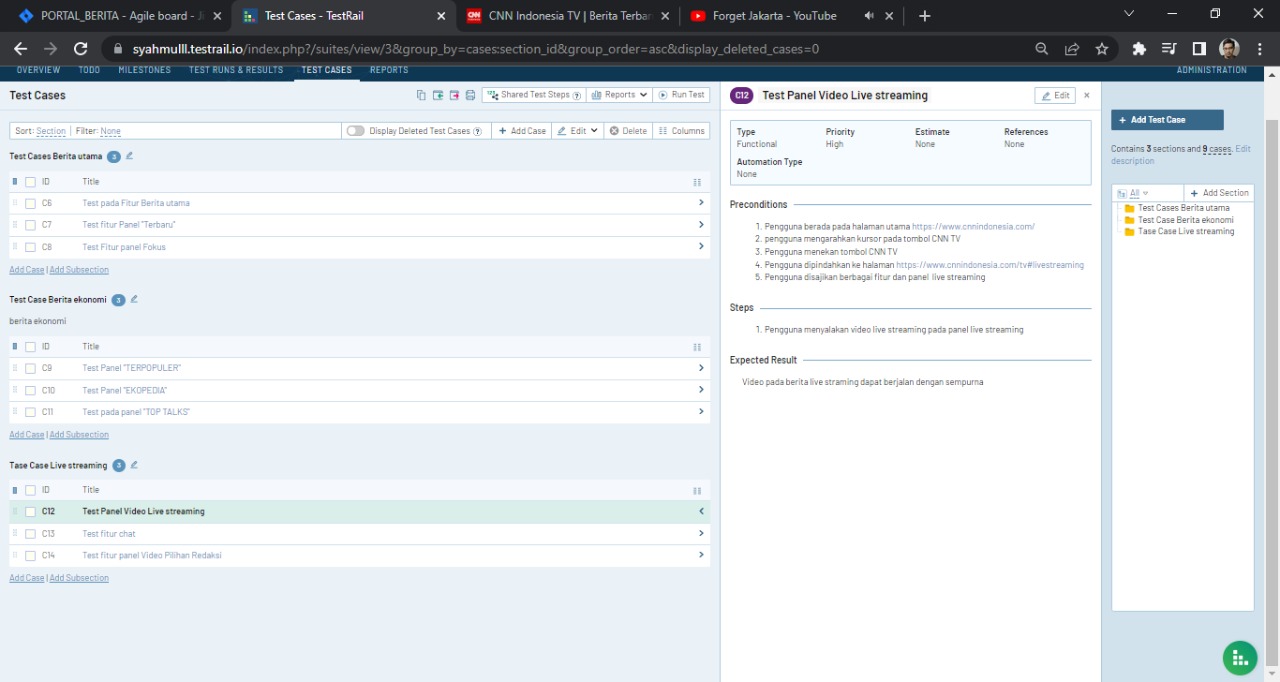 PORTAL_BERITA - Agile board - Ji
Test Cases - TestRail
CNN Indonesia TV | Berita Terbar
Forget Jakarta - YouTube
syahmulll.testrail.io/index.php?/suites/view/3&group_by=cases:section_id&group_order=asc&display_deleted_cases=0
OVERVIEW TODO MILESTONES TEST RUNS & RESULTS TEST CASES REPORTS ADMINISTRATION
Test Cases
Shared Test Steps ? Reports Run Test
Sort: Section Filter: None Display Deleted Test Cases ? + Add Case Edit Delete Columns
Test Cases Berita utama 3
ID Title
C6 Test pada Fitur Berita utama
C7 Test fitur Panel "Terbaru"
C8 Test Fitur panel Fokus
Add Case | Add Subsection
Test Case Berita ekonomi 3
berita ekonomi
ID Title
C9 Test Panel "TERPOPULER"
C10 Test Panel "EKOPEDIA"
C11 Test pada panel "TOP TALKS"
Add Case | Add Subsection
Tase Case Live streaming 3
ID Title
C12 Test Panel Video Live streaming
C13 Test fitur chat
C14 Test fitur panel Video Pilihan Redaksi
Add Case | Add Subsection
C12 Test Panel Video Live streaming Edit ×
Type Priority Estimate References
Functional High None None
Automation Type
None
Preconditions
1. Pengguna berada pada halaman utama https://www.cnnindonesia.com/
2. pengguna mengarahkan kursor pada tombol CNN TV
3. Pengguna menekan tombol CNN TV
4. Pengguna dipindahkan ke halaman https://www.cnnindonesia.com/tv#livestreaming
5. Pengguna disajikan berbagai fitur dan panel live streaming
Steps
1. Pengguna menyalakan video live streaming pada panel live streaming
Expected Result
Video pada berita live straming dapat berjalan dengan sempurna
+ Add Test Case
Contains 3 sections and 9 cases. Edit
description
All + Add Section
Test Cases Berita utama
Test Case Berita ekonomi
Tase Case Live streaming